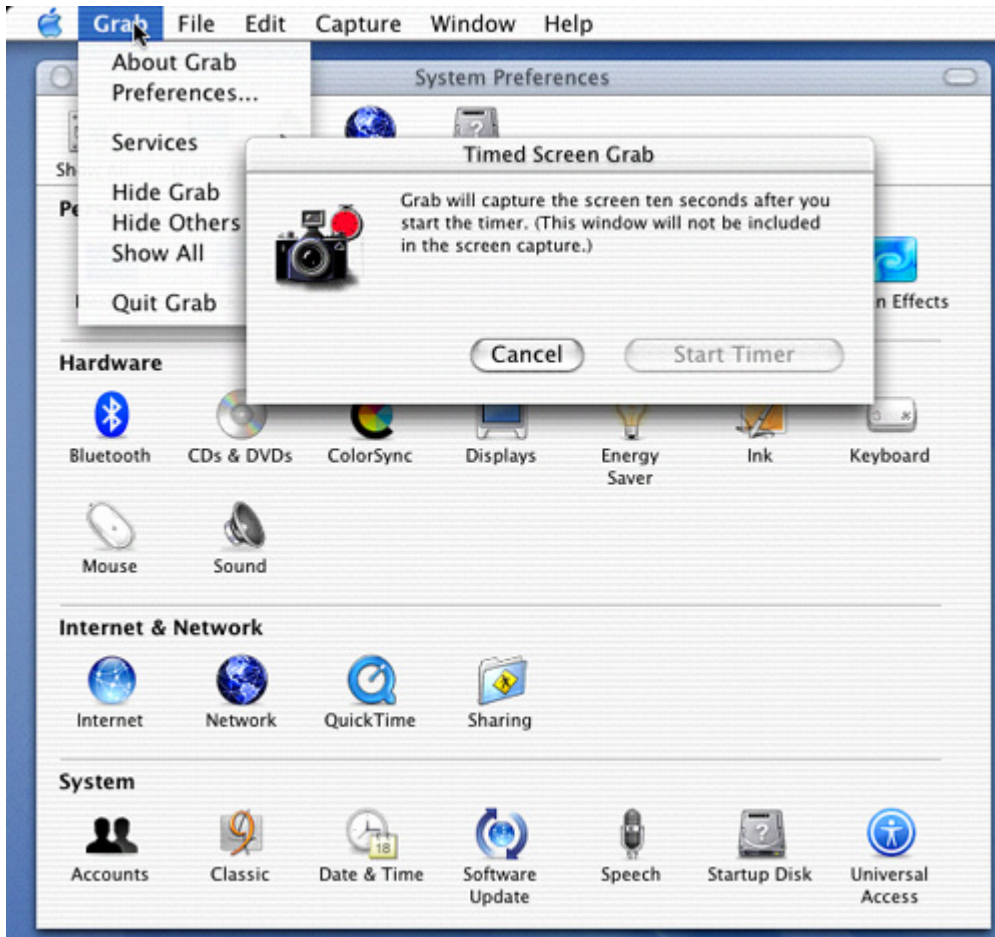 Grab File Edit Capture Window Help
About Grab
Preferences...
Services
Hide Grab
Hide Others
Show All
Quit Grab
System Preferences
Timed Screen Grab
Grab will capture the screen ten seconds after you
start the timer. (This window will not be included
in the screen capture.)
Cancel Start Timer
Effects
Hardware
Bluetooth CDs & DVDs ColorSync Displays Energy Saver Ink Keyboard
Mouse Sound
Internet & Network
Internet Network QuickTime Sharing
18
System
Accounts Classic Date & Time Software Update Speech Startup Disk Universal Access